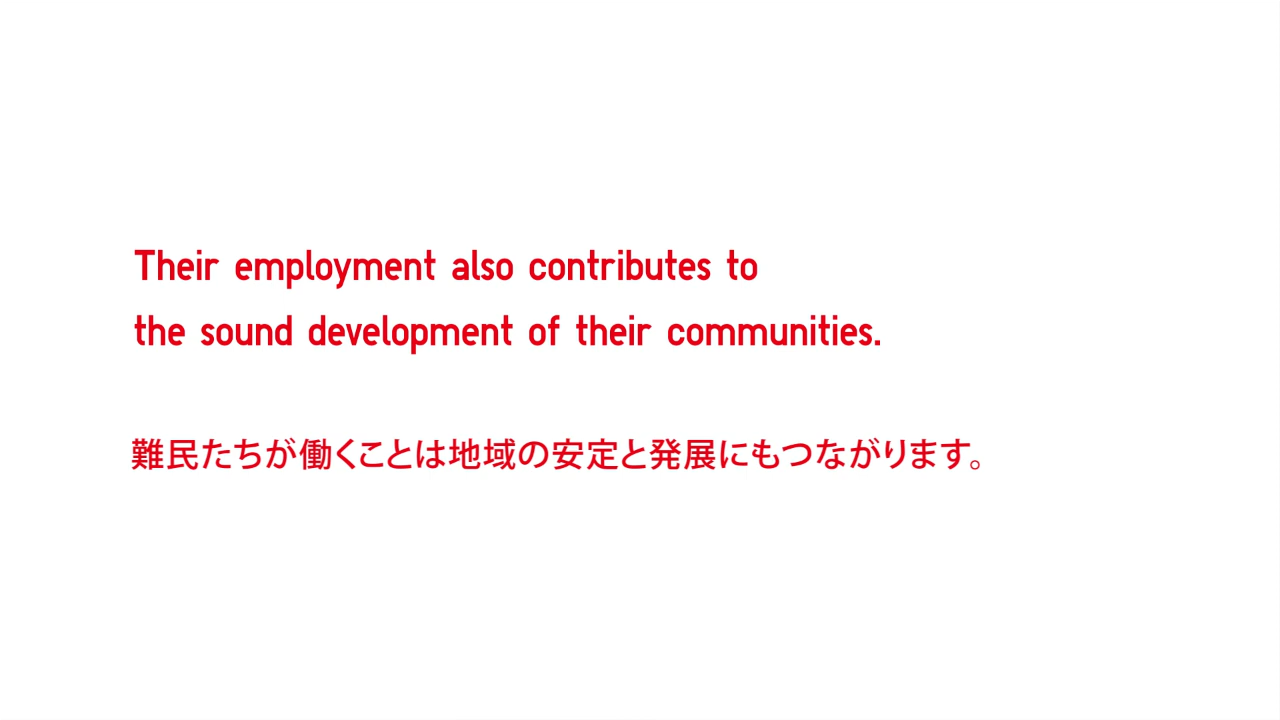 Their employment also contributes to
the sound development of their communities.
難民たちが働くことは地域の安定と発展にもつながります。